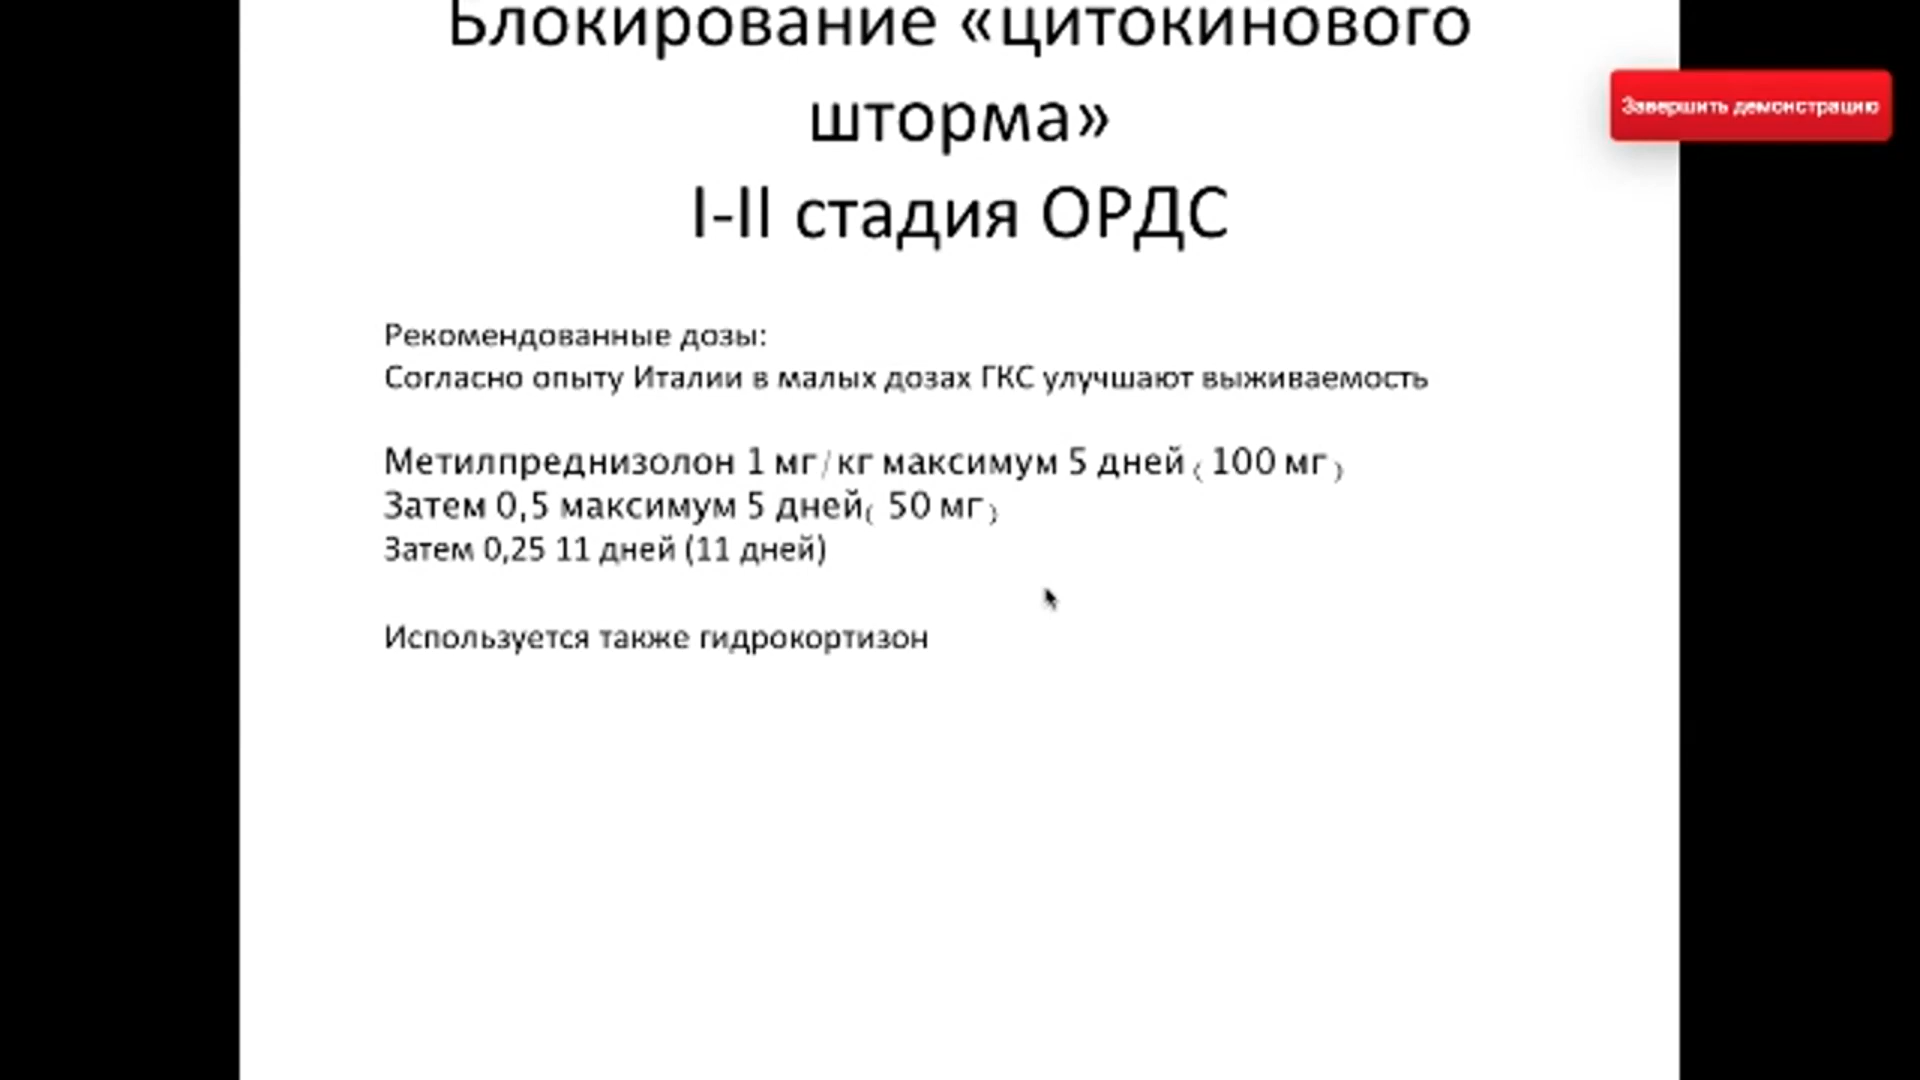 Блокирование «цитокинового
шторма»
I-II стадия ОРДС
Завершить демонстрацию
Рекомендованные дозы:
Согласно опыту Италии в малых дозах ГКС улучшают выживаемость
Метилпреднизолон 1 мг/кг максимум 5 дней ( 100 мг )
Затем 0,5 максимум 5 дней( 50 мг )
Затем 0,25 11 дней (11 дней)
Используется также гидрокортизон